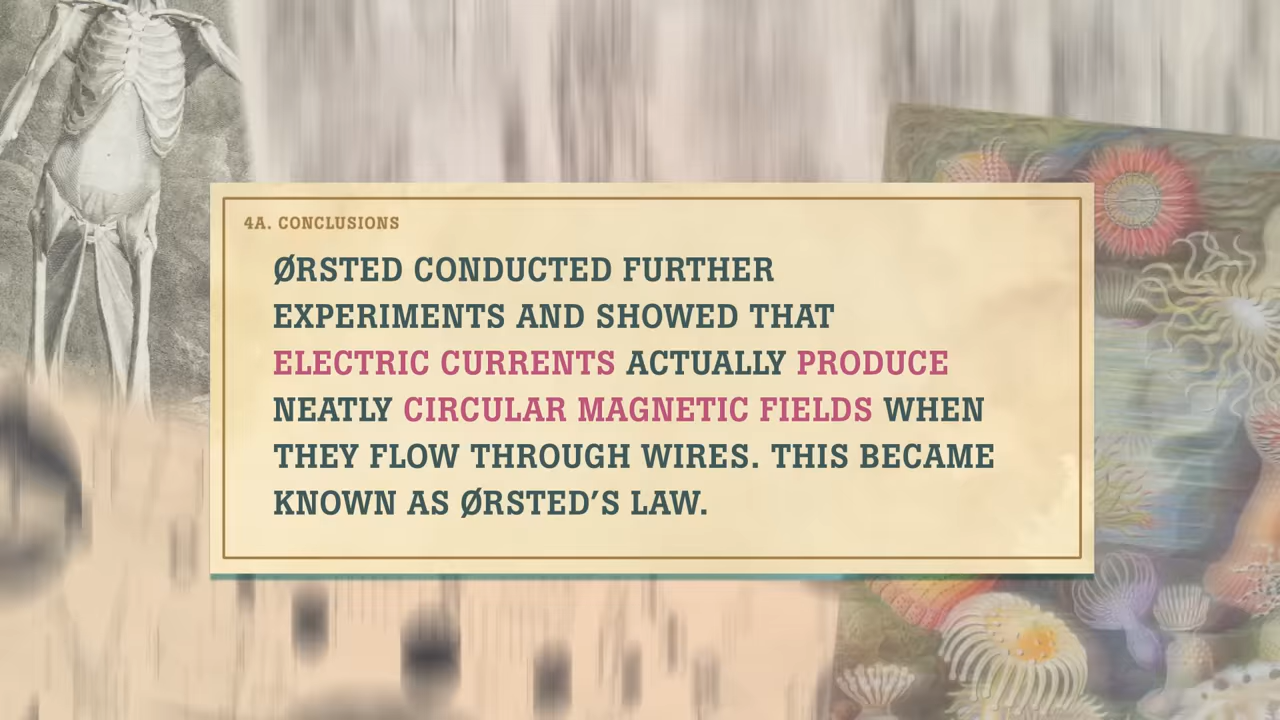 4A. CONCLUSIONS
ØRSTED CONDUCTED FURTHER
EXPERIMENTS AND SHOWED THAT
ELECTRIC CURRENTS ACTUALLY PRODUCE
NEATLY CIRCULAR MAGNETIC FIELDS WHEN
THEY FLOW THROUGH WIRES. THIS BECAME
KNOWN AS ØRSTED’S LAW.